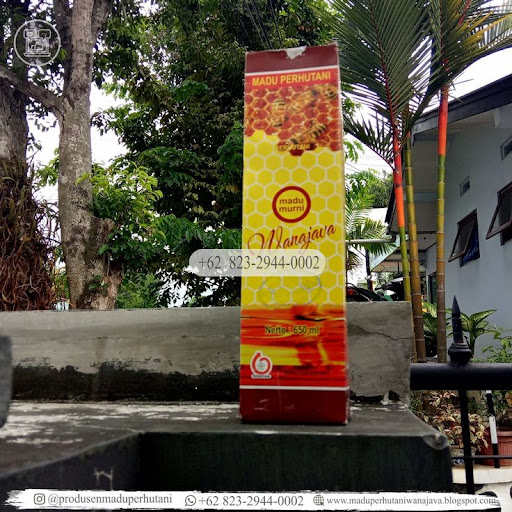 MADU PERHUTANI
PERHUTANI
madu
murni
Wanajava
+62 823-2944-0002
Netto : 650 ml
@produsenmaduperhutani
+62 823-2944-0002
www.maduperhutaniwanajava.blogspot.com